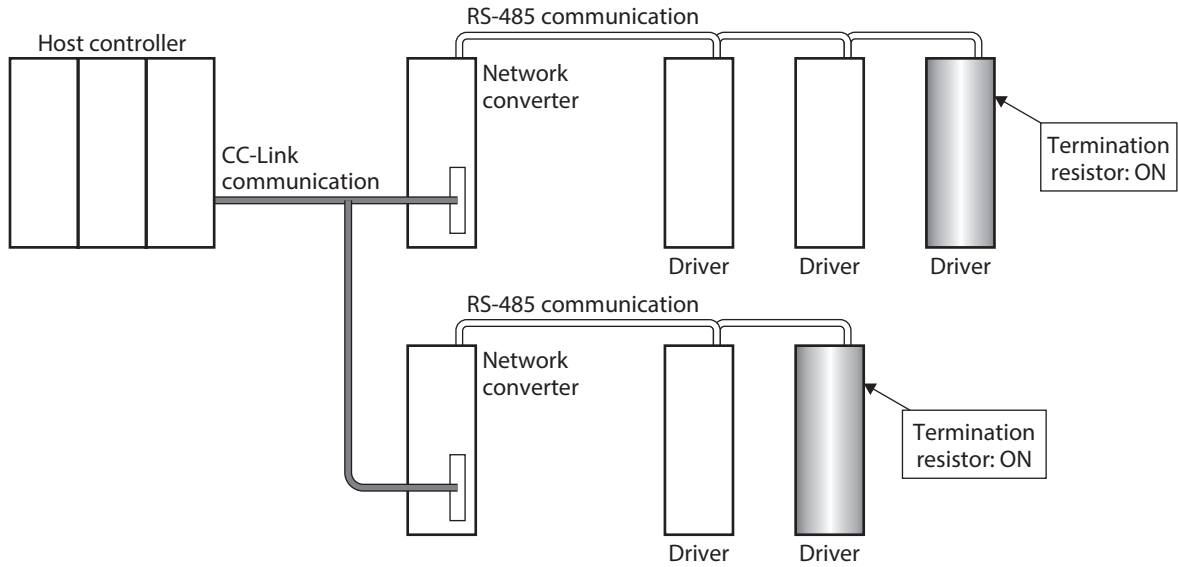 RS-485 communication
Host controller
Network
converter
CC-Link
communication
Termination
resistor: ON
Driver
Driver
Driver
RS-485 communication
Network
converter
Termination
resistor: ON
Driver
Driver